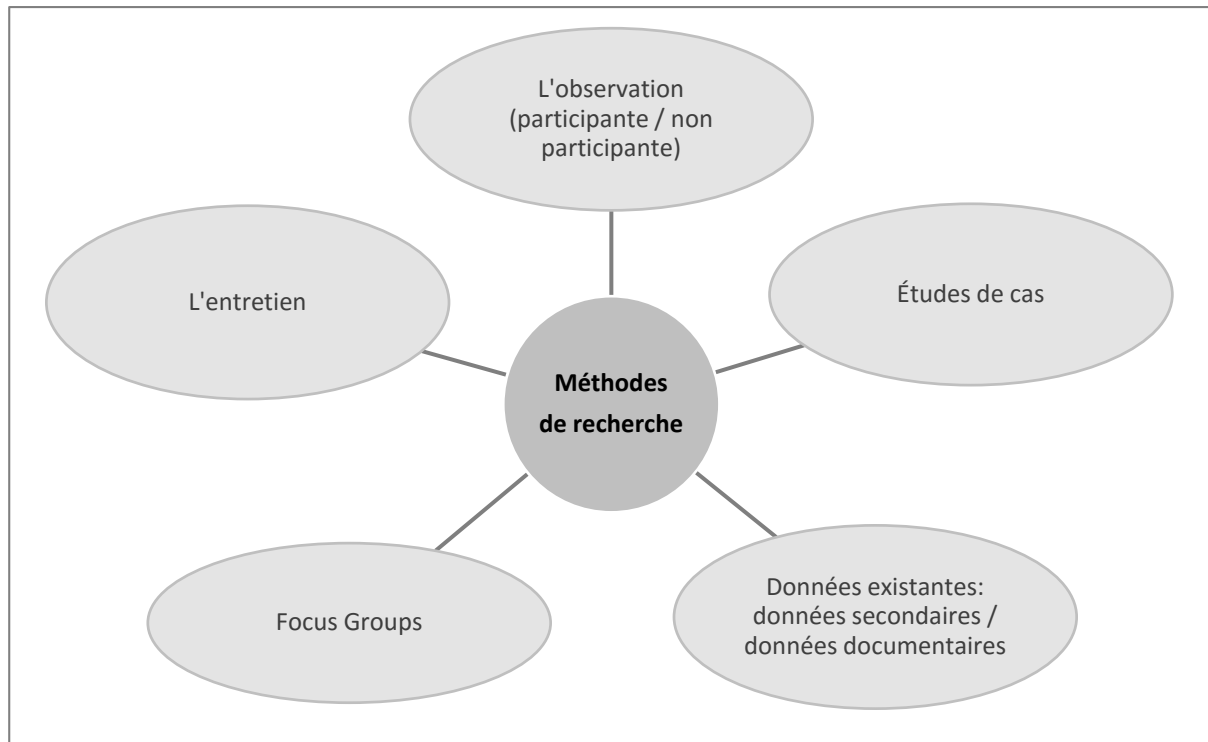 L'observation
(participante / non
participante)
L'entretien
Études de cas
Méthodes
de recherche
Focus Groups
Données existantes:
données secondaires /
données documentaires